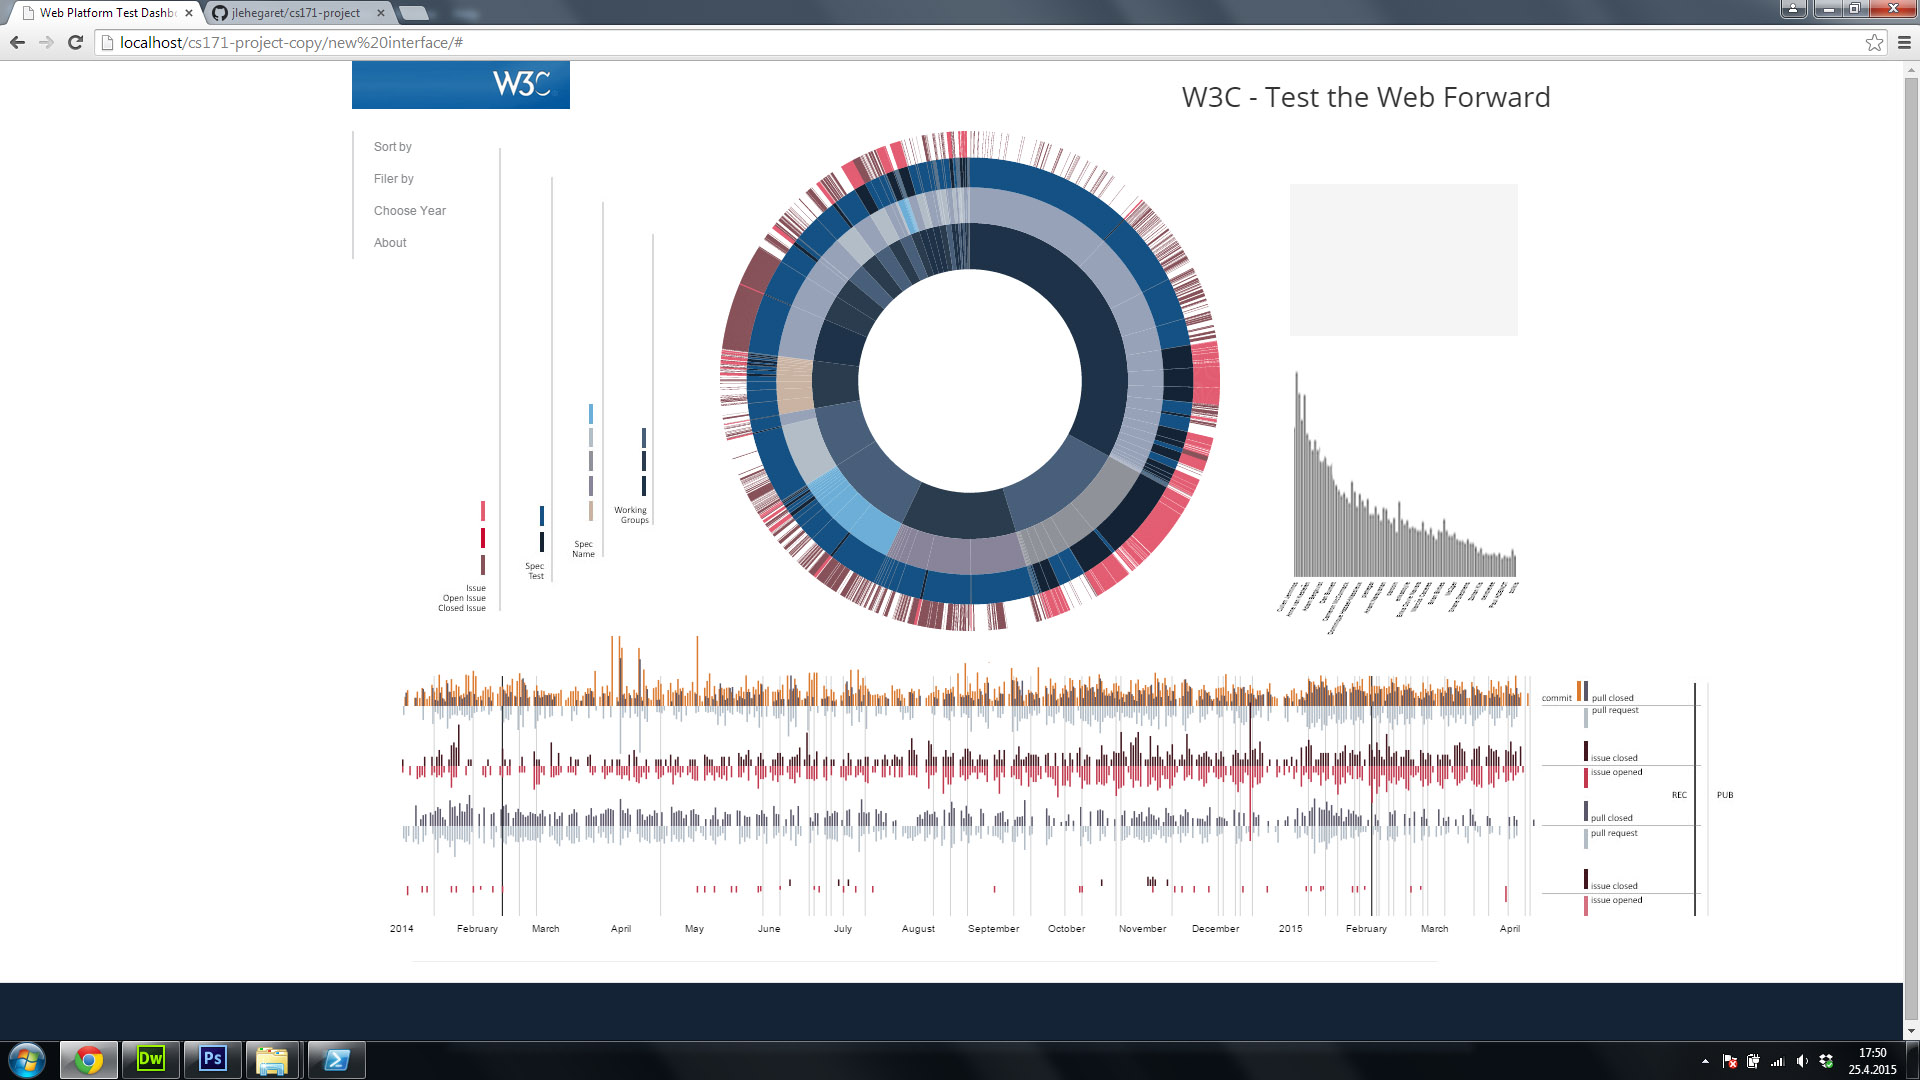 Web Platform Test Dashb
jlehegaret/cs171-project
localhost/cs171-project-copy/new%20interface/#
W3C
W3C - Test the Web Forward
Sort by
Filer by
Choose Year
About
Working
Groups
Spec
Name
Spec
Test
Issue
Open Issue
Closed Issue
commit
pull closed
pull request
issue closed
issue opened
REC
PUB
pull closed
pull request
issue closed
issue opened
2014 February March April May June July August September October November December 2015 February March April
Dw
Ps
17:50
25.4.2015